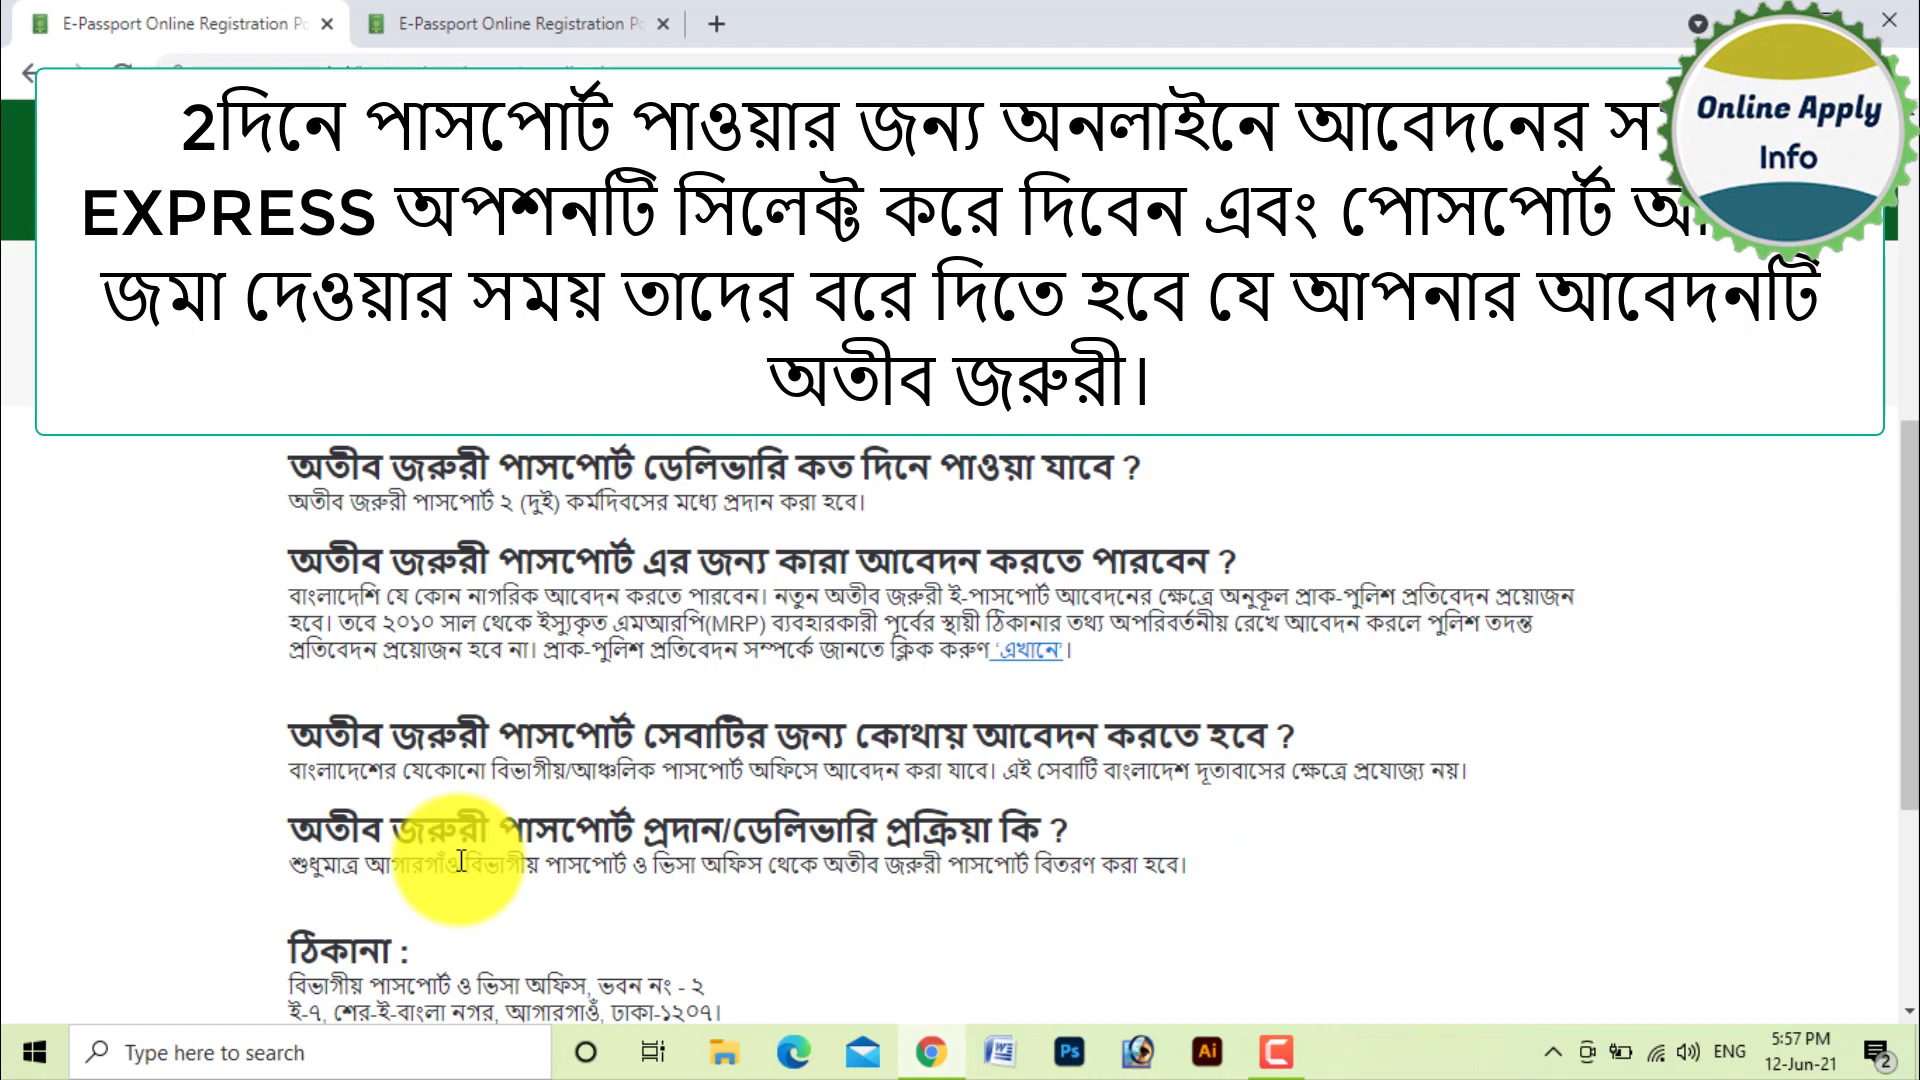 E-Passport Online Registration Po
E-Passport Online Registration Po
Online Apply
Info
2দিনে পাসপোর্ট পাওয়ার জন্য অনলাইনে আবেদনের
EXPRESS অপশনটি সিলেক্ট করে দিবেন এবং পোসপোর্ট
জমা দেওয়ার সময় তাদের বরে দিতে হবে যে আপনার আবেদনটি
অতীব জরুরী।
অতীব জরুরী পাসপোর্ট ডেলিভারি কত দিনে পাওয়া যাবে ?
অতীব জরুরী পাসপোর্ট ২ (দুই) কর্মদিবসের মধ্যে প্রদান করা হবে।
অতীব জরুরী পাসপোর্ট এর জন্য কারা আবেদন করতে পারবেন ?
বাংলাদেশি যে কোন নাগরিক আবেদন করতে পারবেন। নতুন অতীব জরুরী ই-পাসপোর্ট আবেদনের ক্ষেত্রে অনুকূল প্রাক-পুলিশ প্রতিবেদন প্রয়োজন
হবে। তবে ২০১০ সাল থেকে ইস্যুকৃত এমআরপি(MRP) ব্যবহারকারী পূর্বের স্থায়ী ঠিকানার তথ্য অপরিবর্তনীয় রেখে আবেদন করলে পুলিশ তদন্ত
প্রতিবেদন প্রয়োজন হবে না। প্রাক-পুলিশ প্রতিবেদন সম্পর্কে জানতে ক্লিক করুণ 'এখানে'।
অতীব জরুরী পাসপোর্ট সেবাটির জন্য কোথায় আবেদন করতে হবে ?
বাংলাদেশের যেকোনো বিভাগীয়/আঞ্চলিক পাসপোর্ট অফিসে আবেদন করা যাবে। এই সেবাটি বাংলাদেশ দূতাবাসের ক্ষেত্রে প্রযোজ্য নয়।
অতীব জরুরী পাসপোর্ট প্রদান/ডেলিভারি প্রক্রিয়া কি ?
শুধুমাত্র আগারগাঁও বিভাগীয় পাসপোর্ট ও ভিসা অফিস থেকে অতীব জরুরী পাসপোর্ট বিতরণ করা হবে।
ঠিকানা :
বিভাগীয় পাসপোর্ট ও ভিসা অফিস, ভবন নং - ২
ই-৭, শের-ই-বাংলা নগর, আগারগাওঁ, ঢাকা-১২০৭।
Type here to search
Ps
Ai
ENG
5:57 PM
12-Jun-21
2